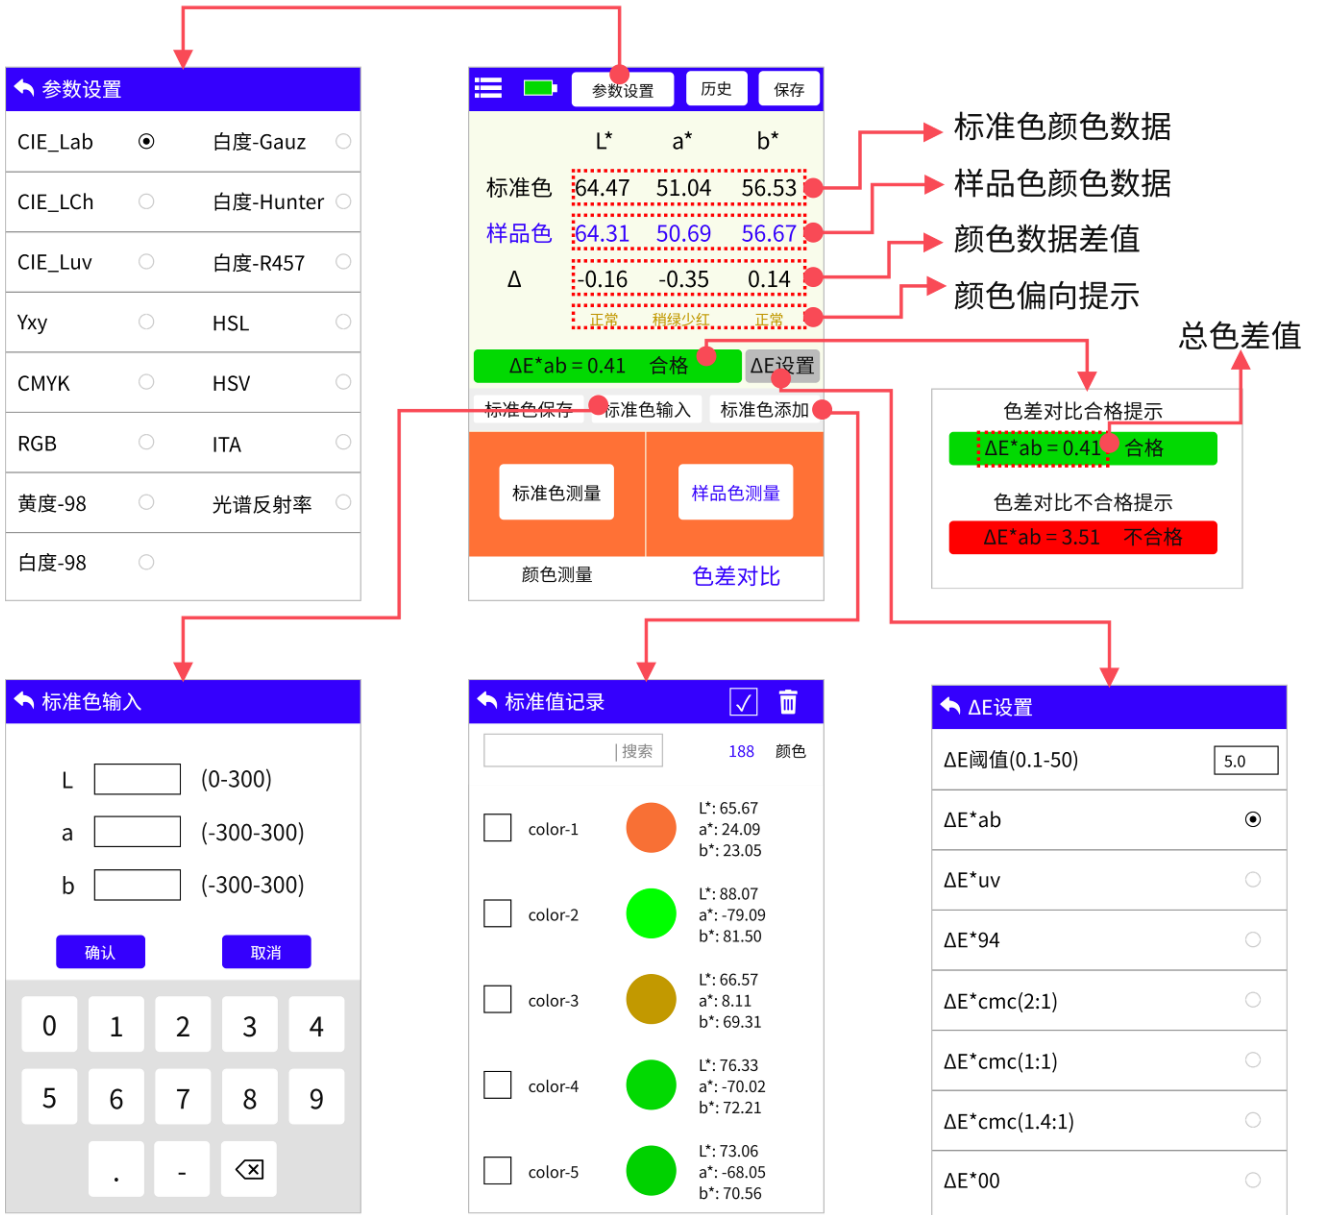 参数设置
CIE_Lab 白度-Gauz
CIE_LCh 白度-Hunter
CIE_Luv 白度-R457
Yxy HSL
CMYK HSV
RGB ITA
黄度-98 光谱反射率
白度-98
参数设置 历史 保存
L* a* b*
标准色 64.47 51.04 56.53
样品色 64.31 50.69 56.67
Δ -0.16 -0.35 0.14
正常 稍绿少红 正常
ΔE*ab = 0.41 合格 ΔE设置
标准色保存 标准色输入 标准色添加
标准色测量 样品色测量
颜色测量 色差对比
标准色颜色数据
样品色颜色数据
颜色数据差值
颜色偏向提示
总色差值
色差对比合格提示
ΔE*ab = 0.41 合格
色差对比不合格提示
ΔE*ab = 3.51 不合格
标准色输入
L (0-300)
a (-300-300)
b (-300-300)
确认 取消
0 1 2 3 4
5 6 7 8 9
. -
标准值记录
搜索 188 颜色
color-1
L*: 65.67
a*: 24.09
b*: 23.05
color-2
L*: 88.07
a*: -79.09
b*: 81.50
color-3
L*: 66.57
a*: 8.11
b*: 69.31
color-4
L*: 76.33
a*: -70.02
b*: 72.21
color-5
L*: 73.06
a*: -68.05
b*: 70.56
ΔE设置
ΔE阈值(0.1-50) 5.0
ΔE*ab
ΔE*uv
ΔE*94
ΔE*cmc(2:1)
ΔE*cmc(1:1)
ΔE*cmc(1.4:1)
ΔE*00